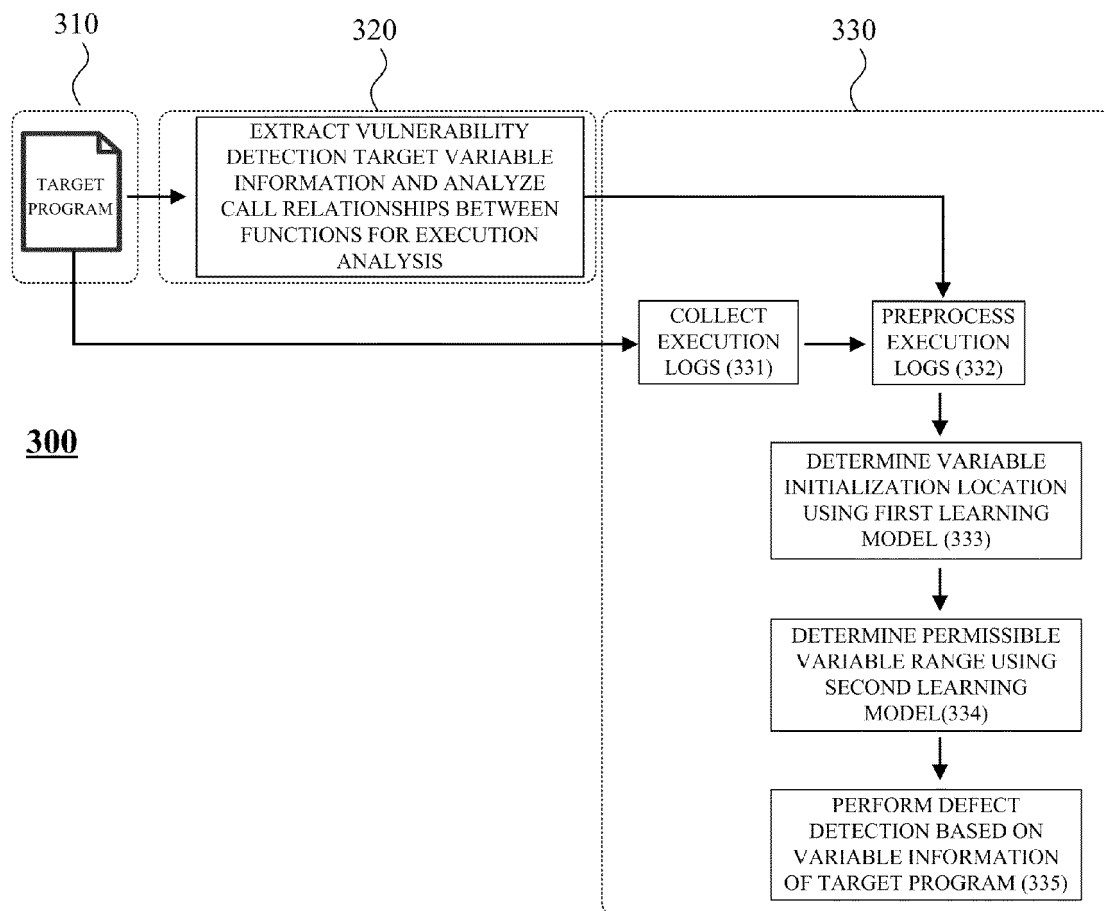 310
320
330
TARGET
PROGRAM
EXTRACT VULNERABILITY
DETECTION TARGET VARIABLE
INFORMATION AND ANALYZE
CALL RELATIONSHIPS BETWEEN
FUNCTIONS FOR EXECUTION
ANALYSIS
COLLECT
EXECUTION
LOGS (331)
PREPROCESS
EXECUTION
LOGS (332)
300
DETERMINE VARIABLE
INITIALIZATION LOCATION
USING FIRST LEARNING
MODEL (333)
DETERMINE PERMISSIBLE
VARIABLE RANGE USING
SECOND LEARNING
MODEL(334)
PERFORM DEFECT
DETECTION BASED ON
VARIABLE INFORMATION
OF TARGET PROGRAM (335)